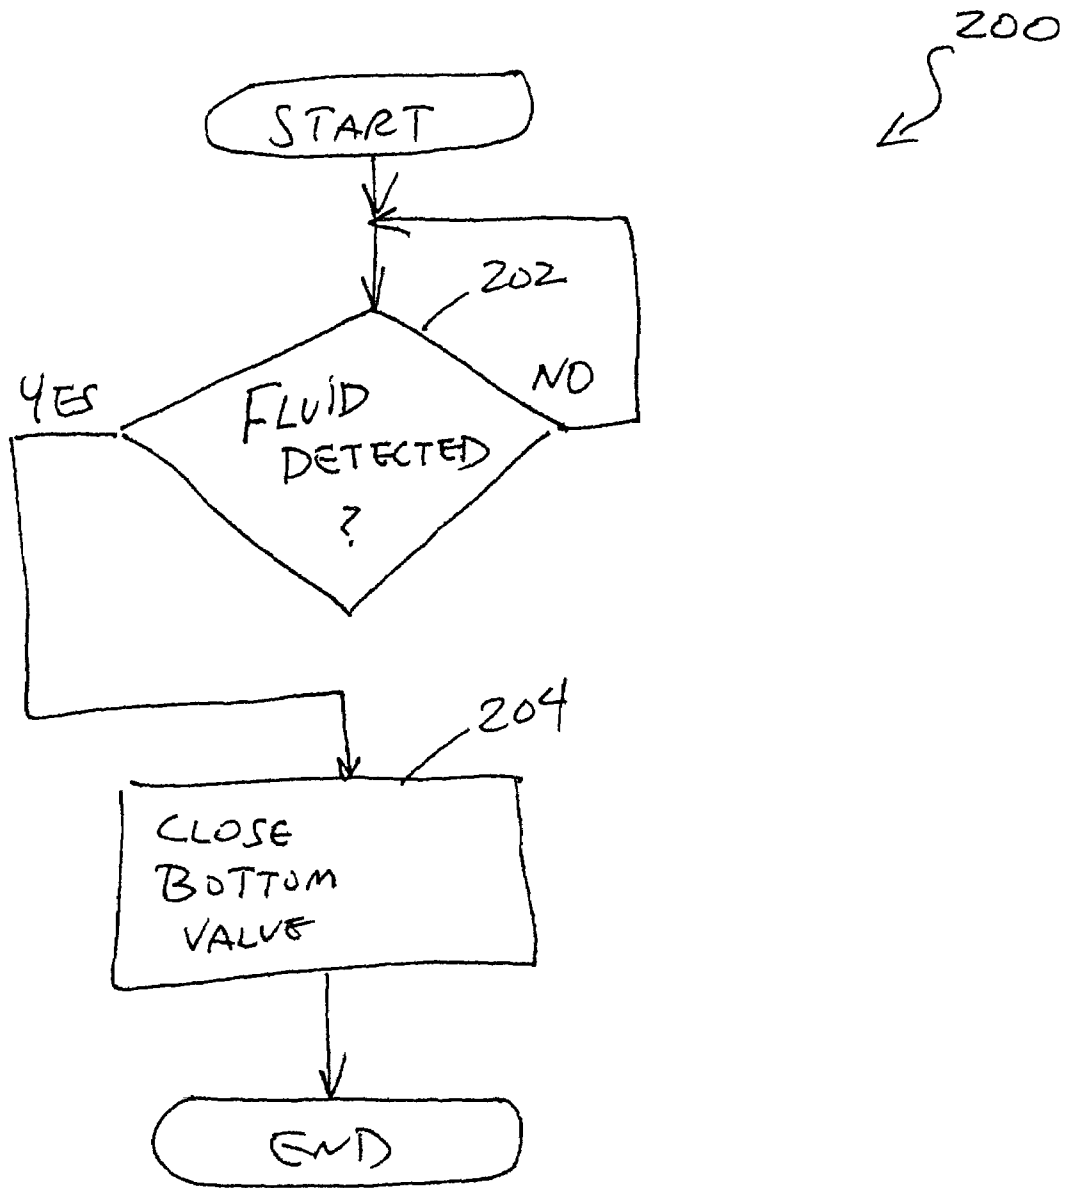 200
START
202
YES
NO
FLUID
DETECTED
?
204
CLOSE
BOTTOM
VALVE
END